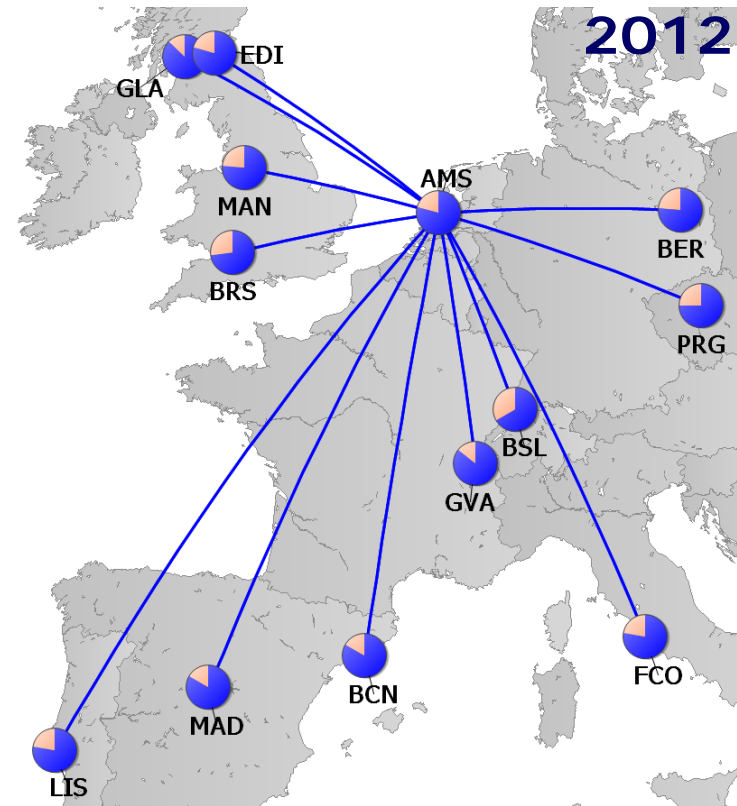 2012
EDI
GLA
AMS
MAN
BER
BRS
PRG
BSL
GVA
FCO
BCN
MAD
LIS